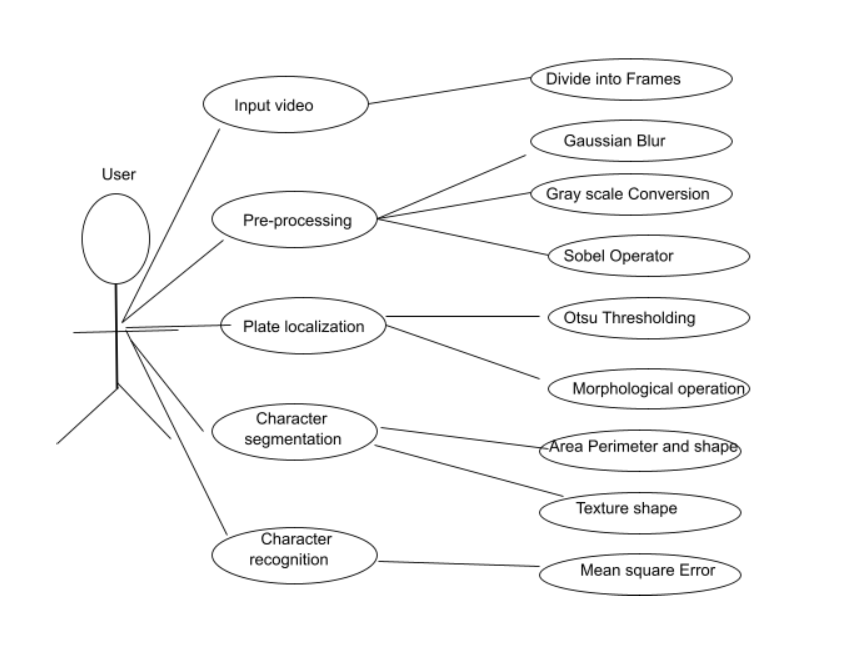 User
Input video
Divide into Frames
Pre-processing
Gaussian Blur
Gray scale Conversion
Sobel Operator
Plate localization
Otsu Thresholding
Morphological operation
Character
segmentation
Area Perimeter and shape
Texture shape
Character
recognition
Mean square Error